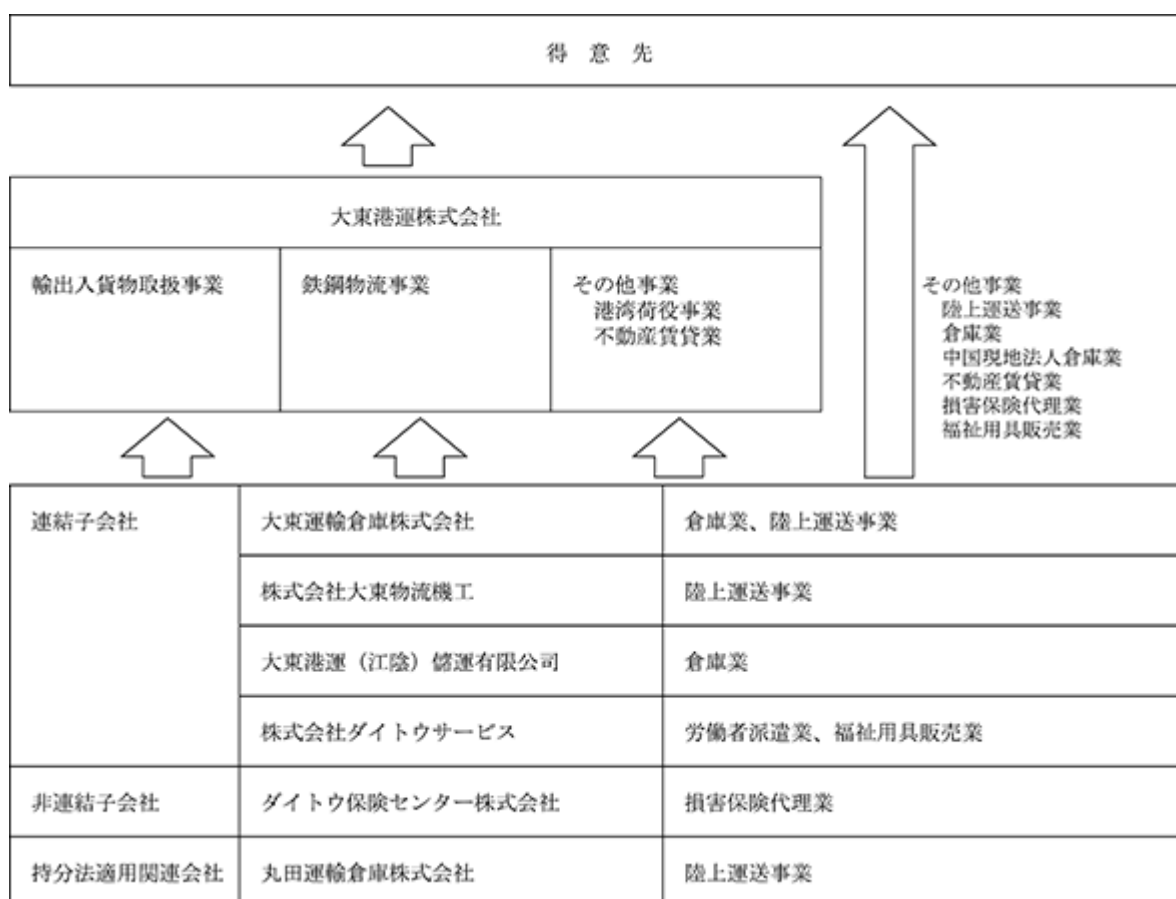 得意先
大東港運株式会社
輸出入貨物取扱事業
鉄鋼物流事業
その他事業
港湾荷役事業
不動産賃貸業
その他事業
陸上運送事業
倉庫業
中国現地法人倉庫業
不動産賃貸業
損害保険代理業
福祉用具販売業
連結子会社
大東運輸倉庫株式会社
倉庫業、陸上運送事業
株式会社大東物流機工
陸上運送事業
大東港運（江陰）儲運有限公司
倉庫業
株式会社ダイトウサービス
労働者派遣業、福祉用具販売業
非連結子会社
ダイトウ保険センター株式会社
損害保険代理業
持分法適用関連会社
丸田運輸倉庫株式会社
陸上運送事業